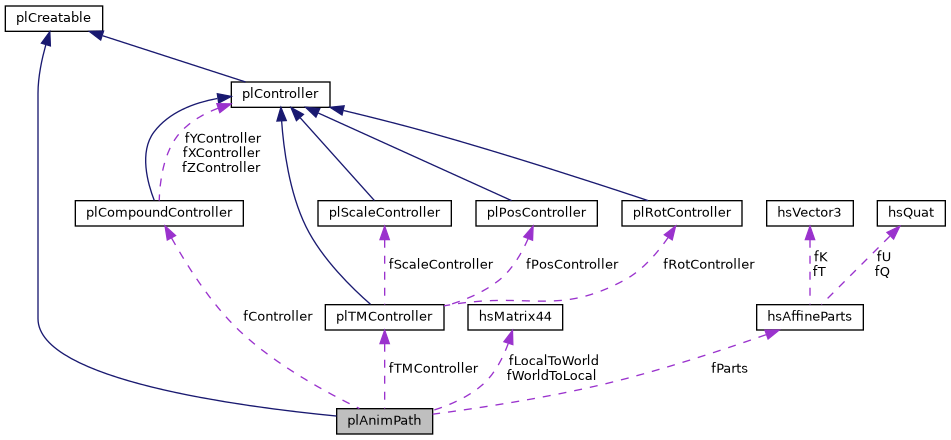 plCreatable
plController
fYController
fXController
fZController
plCompoundController
plScaleController
plPosController
plRotController
hsVector3
hsQuat
fScaleController
fPosController
fRotController
fK
fT
fU
fQ
fController
plTMController
hsMatrix44
hsAffineParts
fTMController
fLocalToWorld
fWorldToLocal
fParts
plAnimPath